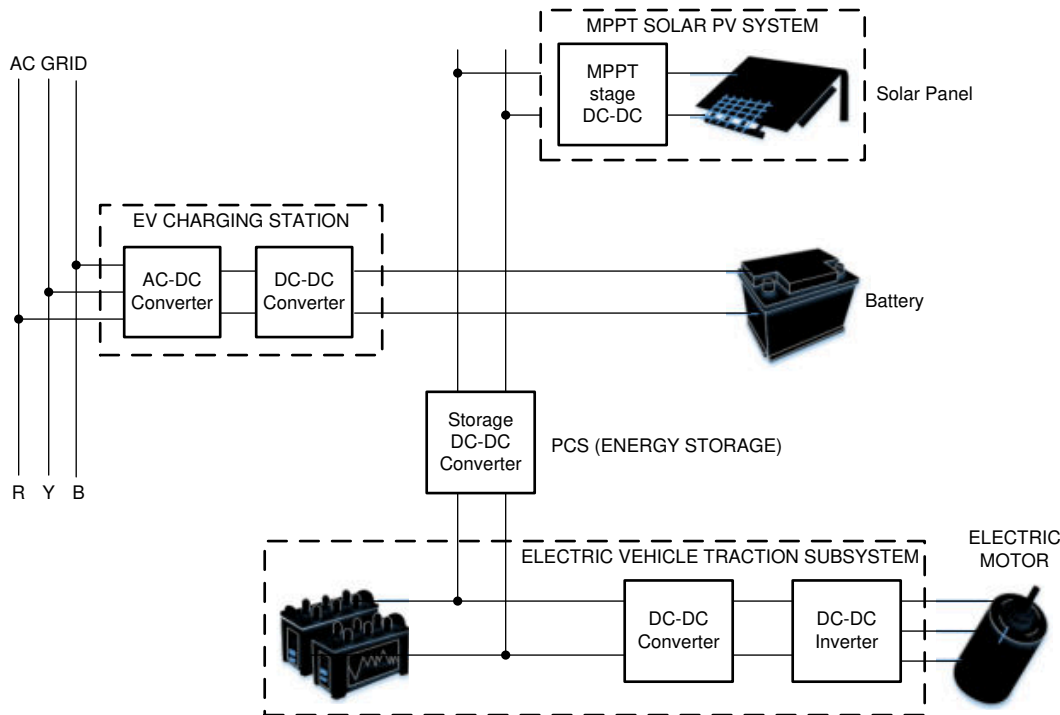 MPPT SOLAR PV SYSTEM
AC GRID
MPPT
stage
DC-DC
Solar Panel
EV CHARGING STATION
AC-DC
Converter
DC-DC
Converter
Battery
Storage
DC-DC
Converter
PCS (ENERGY STORAGE)
R Y B
ELECTRIC VEHICLE TRACTION SUBSYSTEM
ELECTRIC
MOTOR
DC-DC
Converter
DC-DC
Inverter